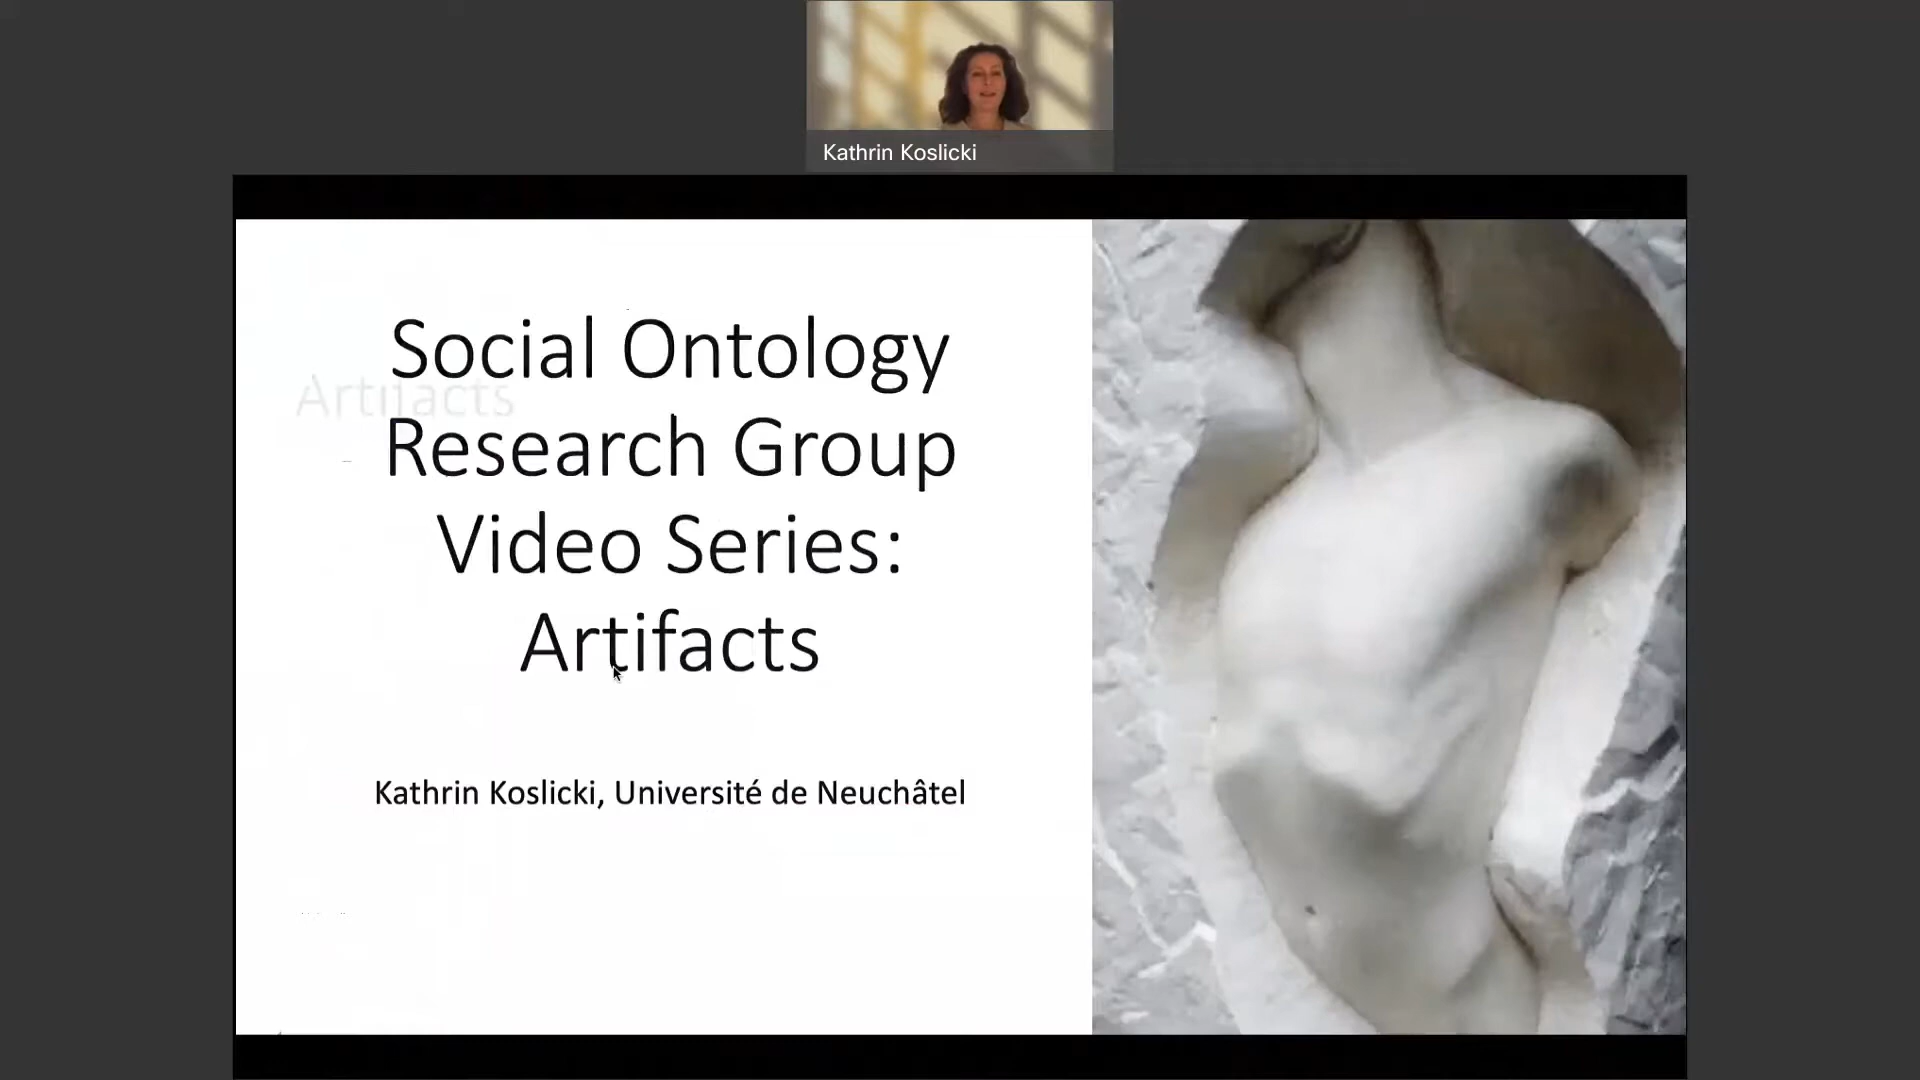 Kathrin Koslicki
Social Ontology
Artifacts
Research Group
Video Series:
Artifacts
Kathrin Koslicki, Université de Neuchâtel